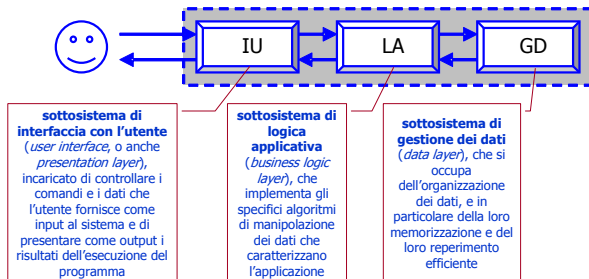 IU
LA
GD
sottosistema di
interfaccia con l'utente
(user interface, o anche
presentation layer),
incaricato di controllare i
comandi e i dati che
l'utente fornisce come
input al sistema e di
presentare come output i
risultati dell'esecuzione del
programma
sottosistema di
logica
applicativa
(business logic
layer), che
implementa gli
specifici algoritmi
di manipolazione
dei dati che
caratterizzano
l'applicazione
sottosistema di
gestione dei dati
(data layer), che si
occupa
dell'organizzazione
dei dati, e in
particolare della loro
memorizzazione e del
loro reperimento
efficiente